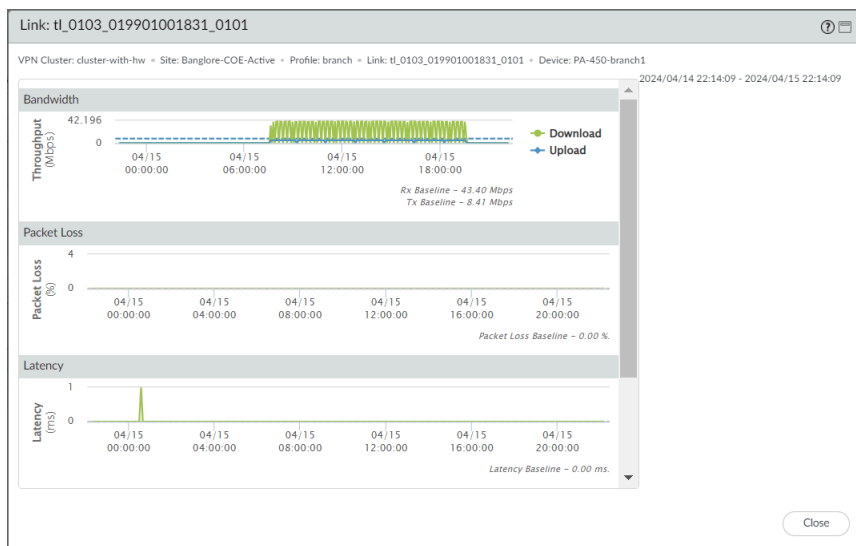 Link: tl_0103_019901001831_0101
VPN Cluster: cluster-with-hw • Site: Banglore-COE-Active • Profile: branch • Link: tl_0103_019901001831_0101 • Device: PA-450-branch1
2024/04/14 22:14:09 - 2024/04/15 22:14:09
Bandwidth
Throughput
(Mbps)
42.196
0
04/15 04/15 04/15 04/15
00:00:00 06:00:00 12:00:00 18:00:00
Download
Upload
Rx Baseline – 43.40 Mbps
Tx Baseline – 8.41 Mbps
Packet Loss
Packet Loss
(%)
4
0
04/15 04/15 04/15 04/15 04/15 04/15
00:00:00 04:00:00 08:00:00 12:00:00 16:00:00 20:00:00
Packet Loss Baseline – 0.00 %.
Latency
Latency
(ms)
1
0
04/15 04/15 04/15 04/15 04/15 04/15
00:00:00 04:00:00 08:00:00 12:00:00 16:00:00 20:00:00
Latency Baseline – 0.00 ms.
Close